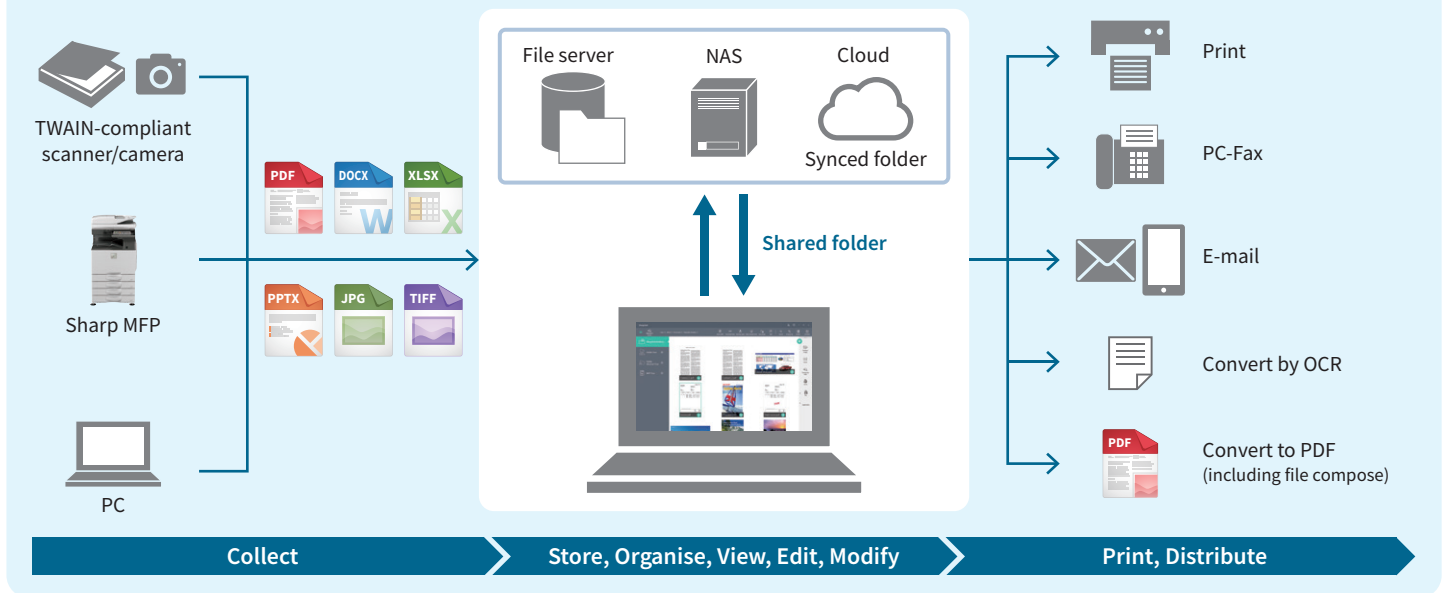 TWAIN-compliant
scanner/camera
Sharp MFP
PC
PDF
DOCX
XLSX
W
X
PPTX
JPG
TIFF
File server
NAS
Cloud
Synced folder
Shared folder
Print
PC-Fax
E-mail
Convert by OCR
PDF
Convert to PDF
(including file compose)
Collect
Store, Organise, View, Edit, Modify
Print, Distribute